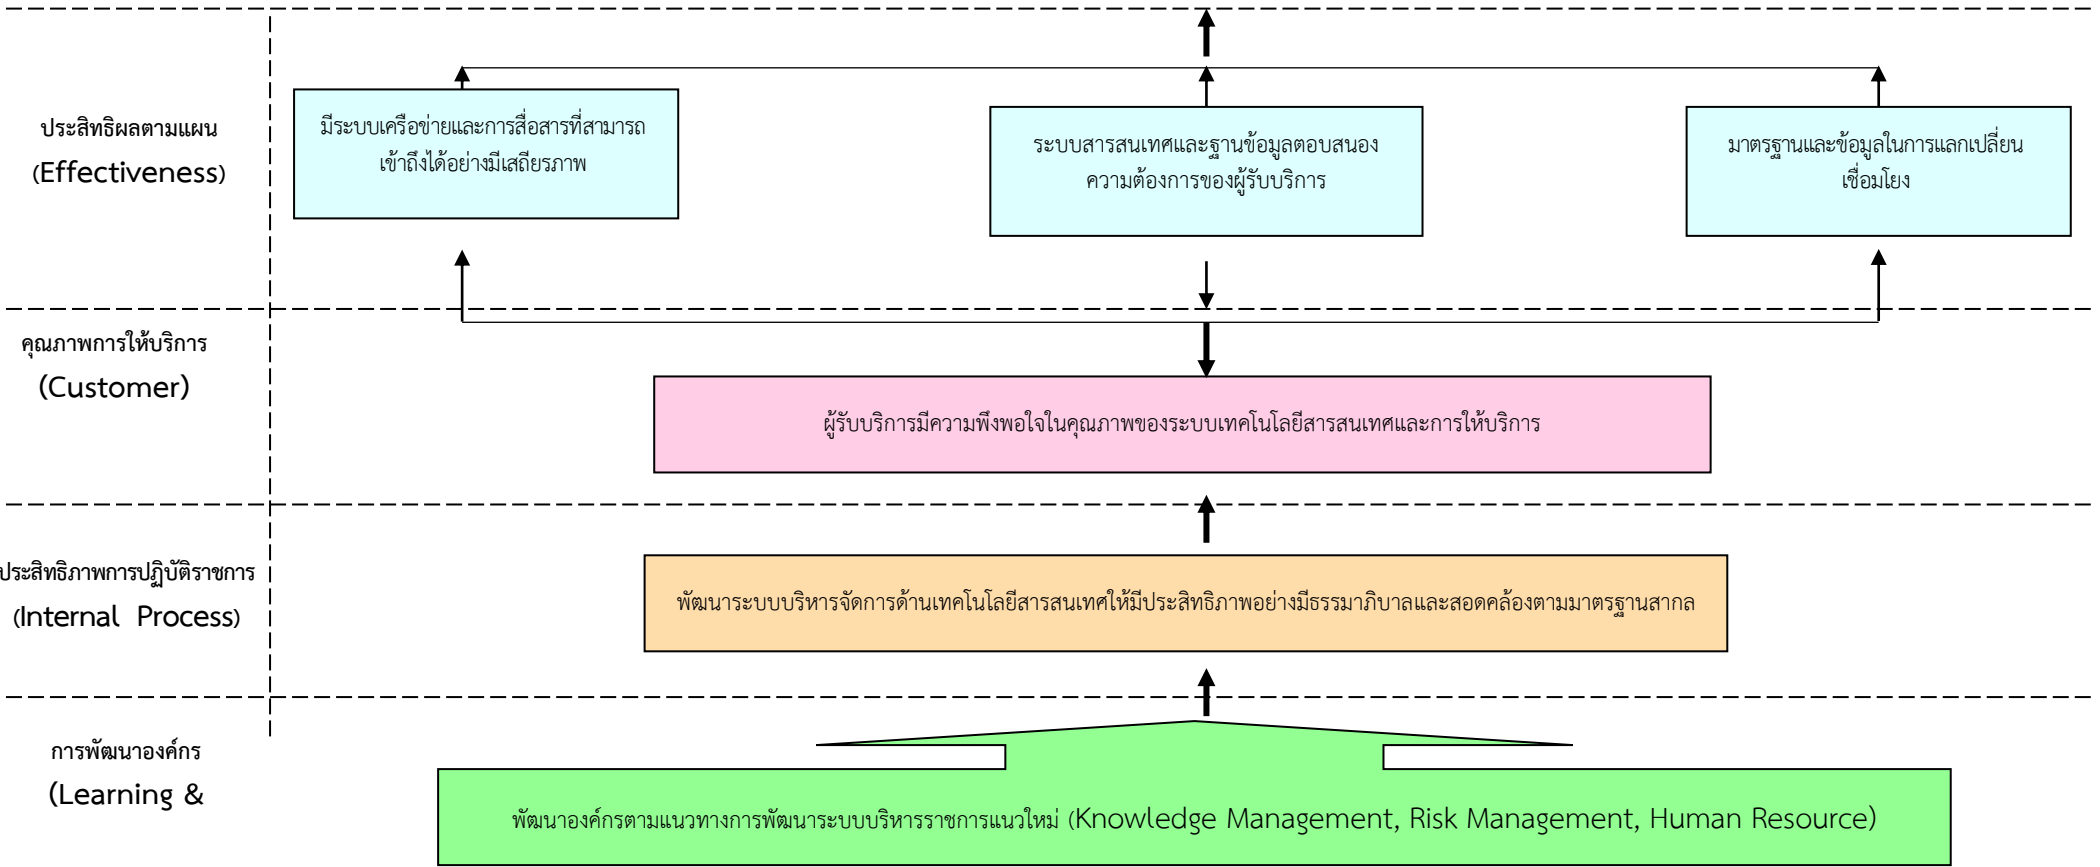 ประสิทธิผลตามแผน
(Effectiveness)
มีระบบเครือข่ายและการสื่อสารที่สามารถ
เข้าถึงได้อย่างมีเสถียรภาพ
ระบบสารสนเทศและฐานข้อมูลตอบสนอง
ความต้องการของผู้รับบริการ
มาตรฐานและข้อมูลในการแลกเปลี่ยน
เชื่อมโยง
คุณภาพการให้บริการ
(Customer)
ผู้รับบริการมีความพึงพอใจในคุณภาพของระบบเทคโนโลยีสารสนเทศและการให้บริการ
ประสิทธิภาพการปฏิบัติราชการ
(Internal Process)
พัฒนาระบบบริหารจัดการด้านเทคโนโลยีสารสนเทศให้มีประสิทธิภาพอย่างมีธรรมาภิบาลและสอดคล้องตามมาตรฐานสากล
การพัฒนาองค์กร
(Learning &
พัฒนาองค์กรตามแนวทางการพัฒนาระบบบริหารราชการแนวใหม่ (Knowledge Management, Risk Management, Human Resource)